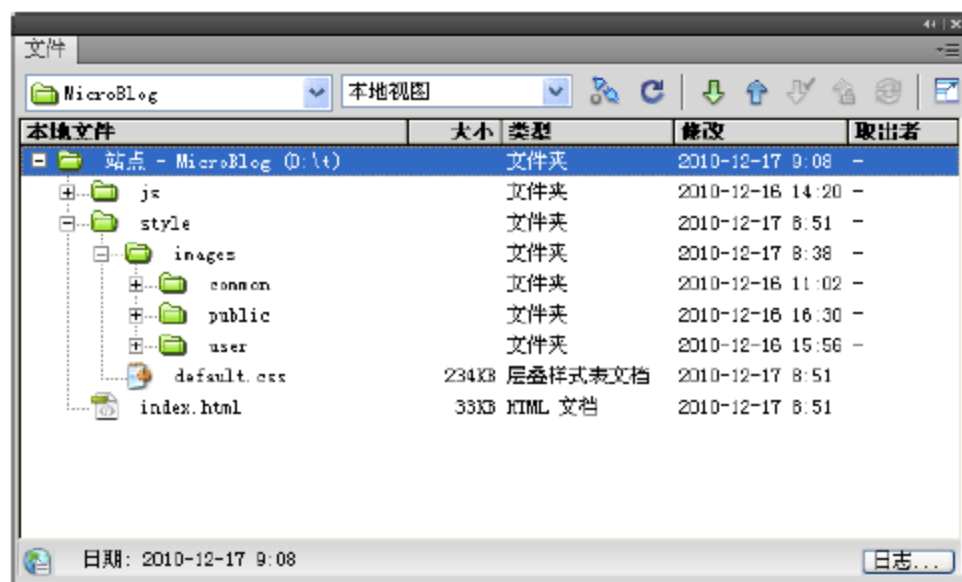 文件
MicroBlog 本地视图
本地文件 大小 类型 修改 取出者
站点 - MicroBlog (D:\t) 文件夹 2010-12-17 9:08 -
js 文件夹 2010-12-16 14:20 -
style 文件夹 2010-12-17 8:51 -
images 文件夹 2010-12-17 8:38 -
common 文件夹 2010-12-16 11:02 -
public 文件夹 2010-12-16 16:30 -
user 文件夹 2010-12-16 15:56 -
default.css 234KB 层叠样式表文档 2010-12-17 8:51
index.html 33KB HTML 文档 2010-12-17 8:51
日期: 2010-12-17 9:08 日志...